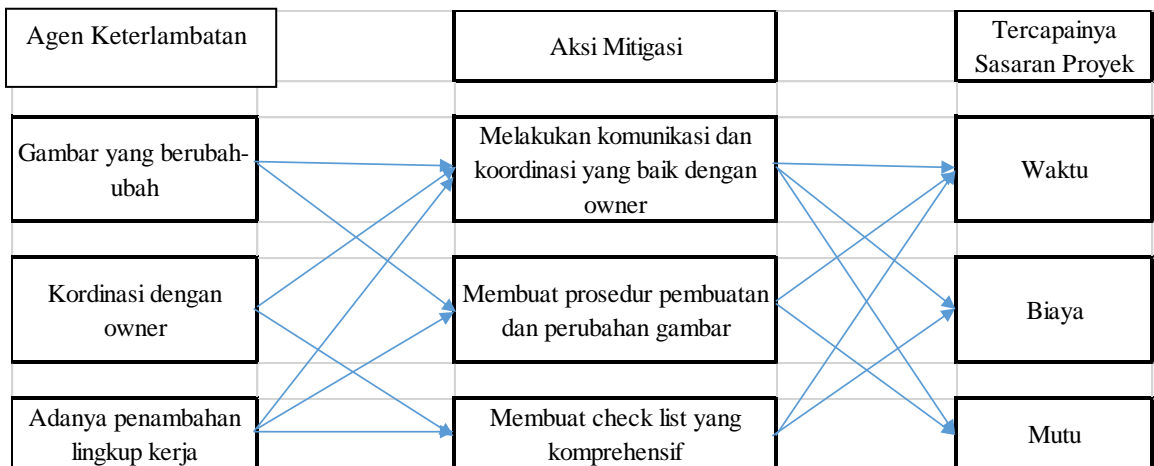 Agen Keterlambatan
Aksi Mitigasi
Tercapainya
Sasaran Proyek
Gambar yang berubah-
ubah
Melakukan komunikasi dan
koordinasi yang baik dengan
owner
Waktu
Kordinasi dengan
owner
Membuat prosedur pembuatan
dan perubahan gambar
Biaya
Adanya penambahan
lingkup kerja
Membuat check list yang
komprehensif
Mutu